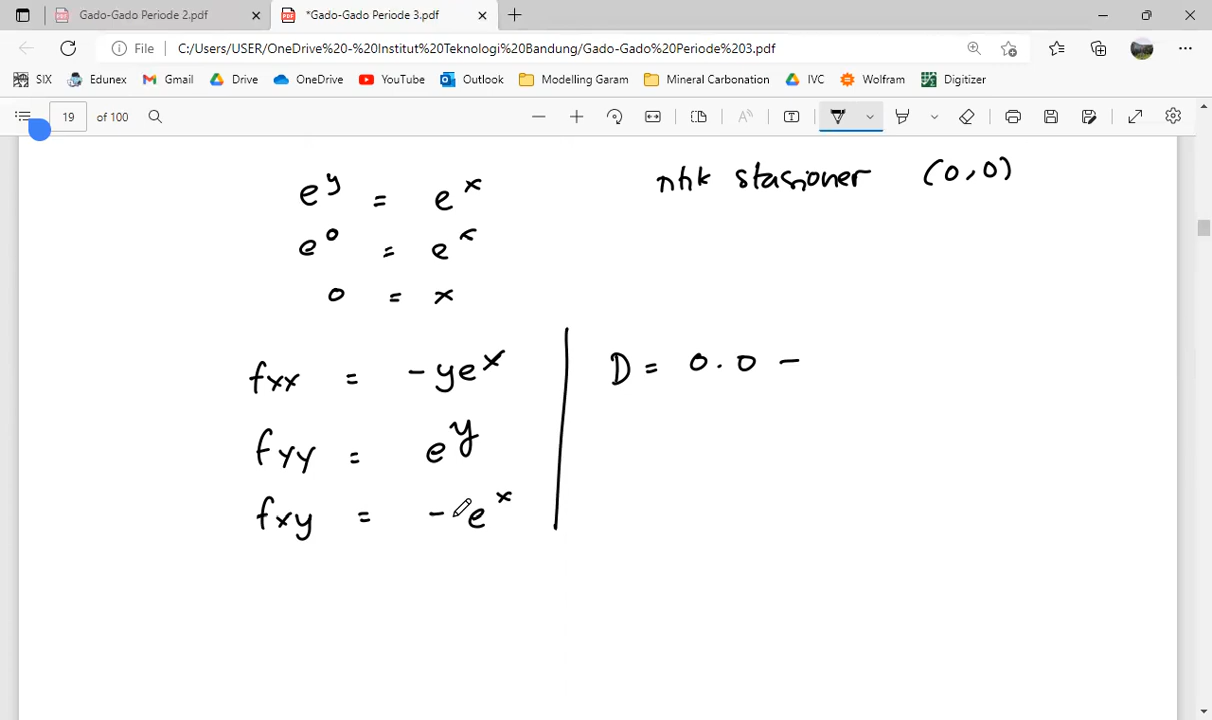 Gado-Gado Periode 2.pdf
*Gado-Gado Periode 3.pdf
File C:/Users/USER/OneDrive%20-%20Institut%20Teknologi%20Bandung/Gado-Gado%20Periode%203.pdf
SIX Edunex Gmail Drive OneDrive YouTube Outlook Modelling Garam Mineral Carbonation IVC Wolfram Digitizer
19 of 100
e^y = e^x
ttk stasioner (0,0)
e^0 = e^x
0 = x
fxx = -ye^x
D = 0.0 -
fyy = e^y
fxy = -e^x